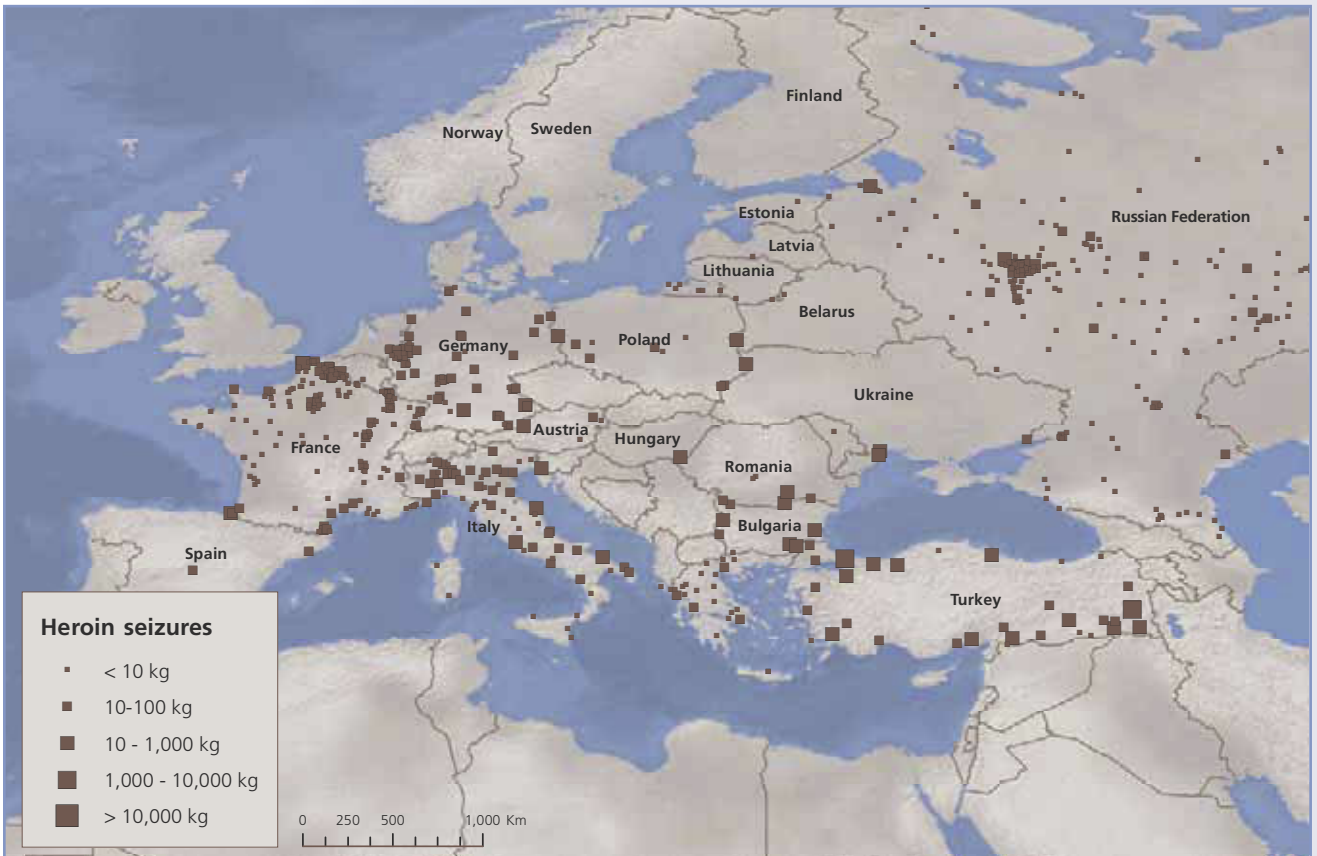 Finland
Norway
Sweden
Estonia
Russian Federation
Latvia
Lithuania
Belarus
Germany
Poland
Ukraine
Austria
Hungary
France
Romania
Italy
Bulgaria
Spain
Turkey
Heroin seizures
< 10 kg
10-100 kg
10 - 1,000 kg
1,000 - 10,000 kg
> 10,000 kg
0 250 500 1,000 Km